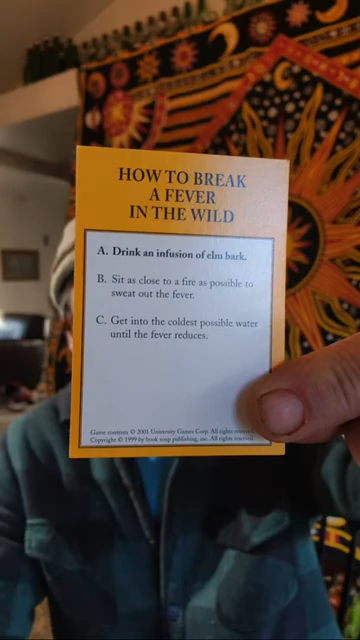 HOW TO BREAK
A FEVER
IN THE WILD
A. Drink an infusion of elm bark.
B. Sit as close to a fire as possible to
sweat out the fever.
C. Get into the coldest possible water
until the fever reduces.
Game contents © 2001 University Games Corp. All rights reserved.
Copyright © 1999 by book soup publishing, inc. All rights reserved.